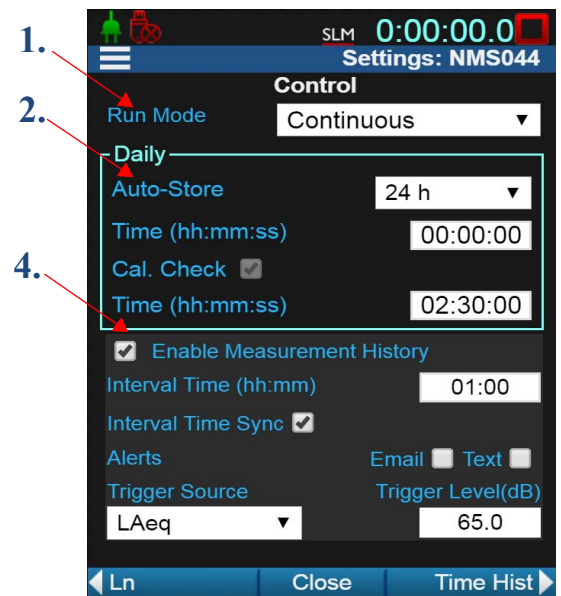 1.
SLM 0:00:00.0
Settings: NMS044
Control
Run Mode Continuous
2.
Daily
Auto-Store 24 h
Time (hh:mm:ss) 00:00:00
Cal. Check
4.
Time (hh:mm:ss) 02:30:00
Enable Measurement History
Interval Time (hh:mm) 01:00
Interval Time Sync
Alerts Email Text
Trigger Source Trigger Level(dB)
LAeq 65.0
Ln Close Time Hist